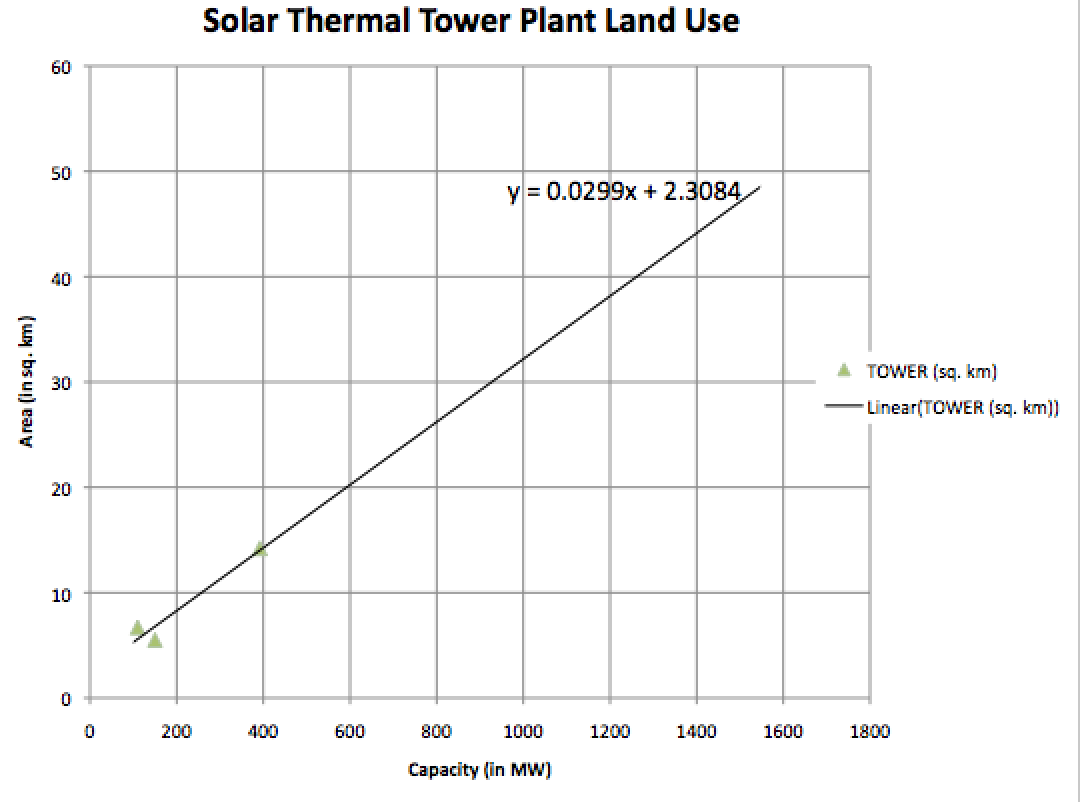 Solar Thermal Tower Plant Land Use
60
50
40
30
20
10
0
Area (in sq. km)
y = 0.0299x + 2.3084
TOWER (sq. km)
Linear(TOWER (sq. km))
0 200 400 600 800 1000 1200 1400 1600 1800
Capacity (in MW)